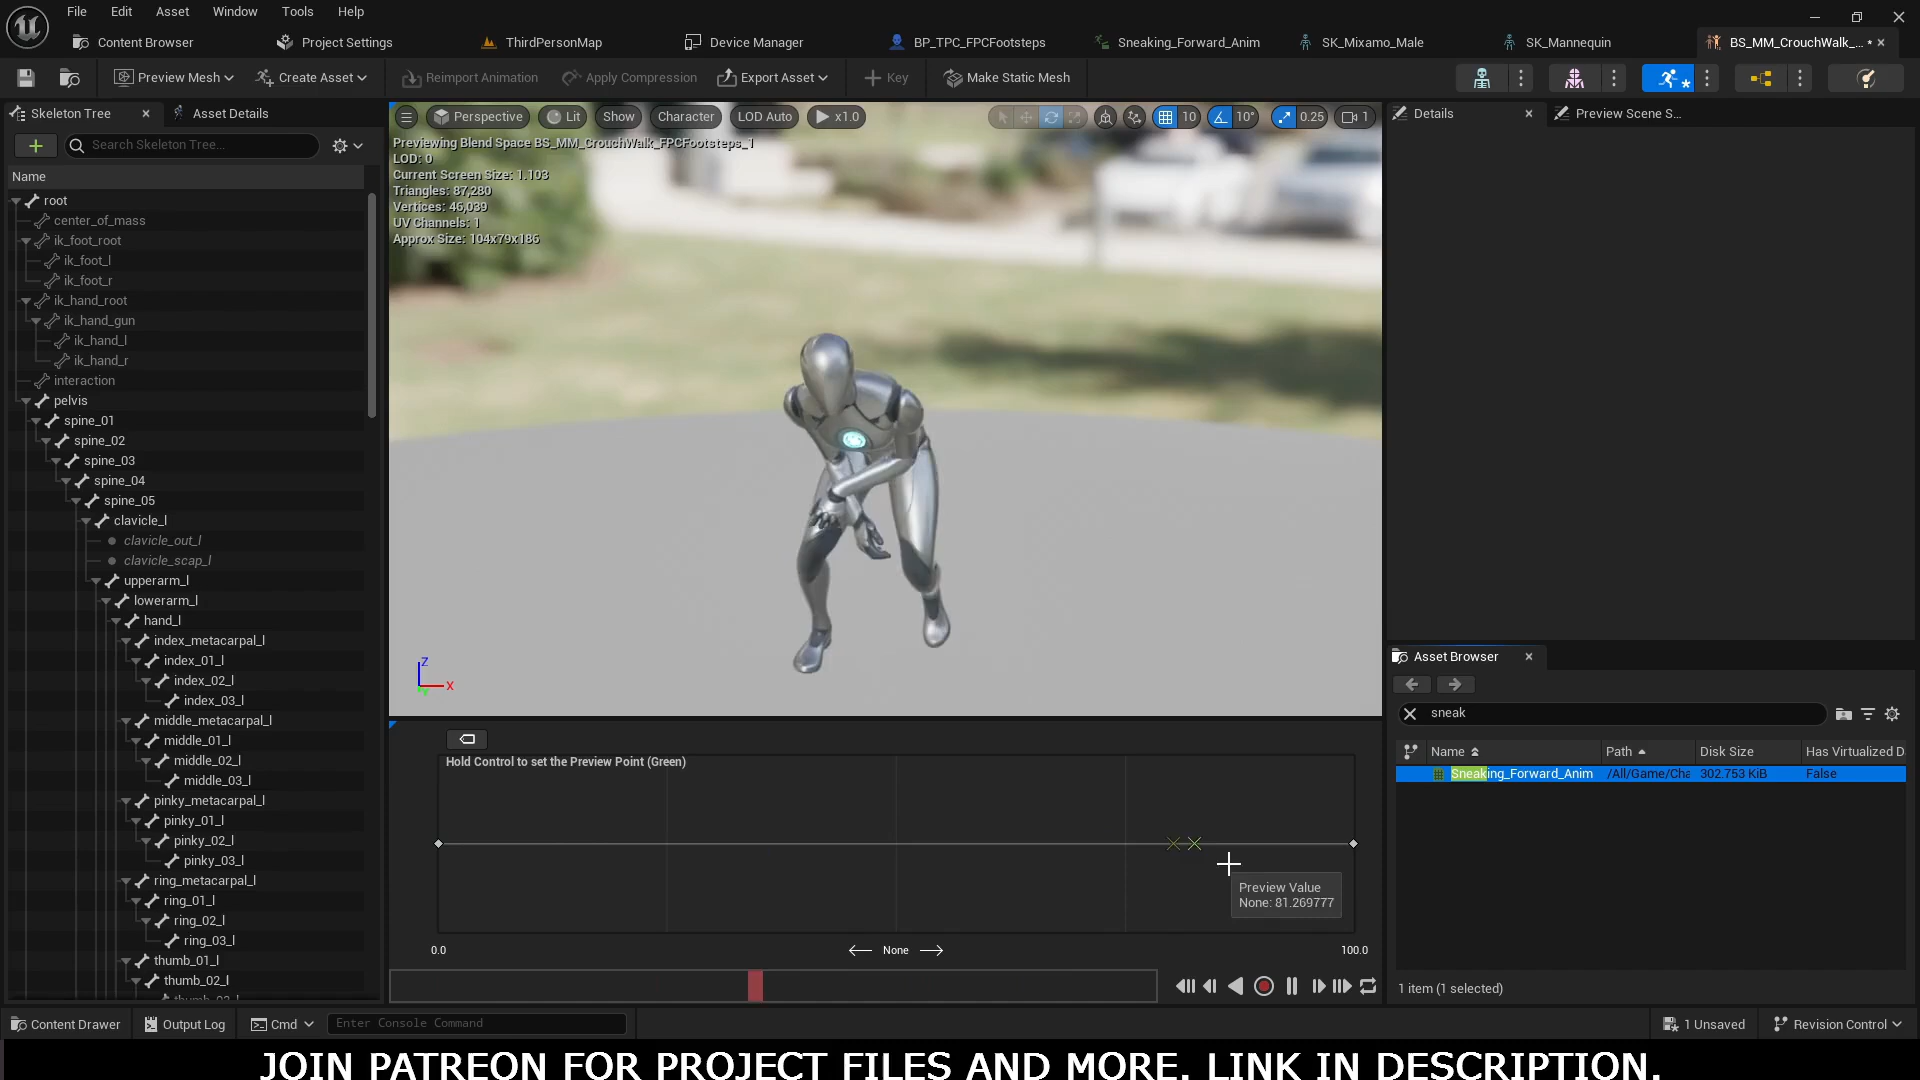 File Edit Asset Window Tools Help
Content Browser Project Settings ThirdPersonMap Device Manager BP_TPC_FPCFootsteps Sneaking_Forward_Anim SK_Mixamo_Male SK_Mannequin BS_MM_CrouchWalk_... *
Preview Mesh Create Asset Reimport Animation Apply Compression Export Asset Key Make Static Mesh
Skeleton Tree Asset Details
Search Skeleton Tree...
Name
root
center_of_mass
ik_foot_root
ik_foot_l
ik_foot_r
ik_hand_root
ik_hand_gun
ik_hand_l
ik_hand_r
interaction
pelvis
spine_01
spine_02
spine_03
spine_04
spine_05
clavicle_l
clavicle_out_l
clavicle_scap_l
upperarm_l
lowerarm_l
hand_l
index_metacarpal_l
index_01_l
index_02_l
index_03_l
middle_metacarpal_l
middle_01_l
middle_02_l
middle_03_l
pinky_metacarpal_l
pinky_01_l
pinky_02_l
pinky_03_l
ring_metacarpal_l
ring_01_l
ring_02_l
ring_03_l
thumb_01_l
thumb_02_l
Perspective Lit Show Character LOD Auto x1.0 10 10° 0.25 1
Previewing Blend Space BS_MM_CrouchWalk_FPCFootsteps_1
LOD: 0
Current Screen Size: 1.103
Triangles: 87,280
Vertices: 46,039
UV Channels: 1
Approx Size: 104x79x186
Z
X
Y
Hold Control to set the Preview Point (Green)
Preview Value
None: 81.269777
0.0 None 100.0
Details Preview Scene S...
Asset Browser
sneak
Name Path Disk Size Has Virtualized D
Sneaking_Forward_Anim /All/Game/Cha 302.753 KiB False
1 item (1 selected)
Content Drawer Output Log Cmd Enter Console Command 1 Unsaved Revision Control
JOIN PATREON FOR PROJECT FILES AND MORE. LINK IN DESCRIPTION.